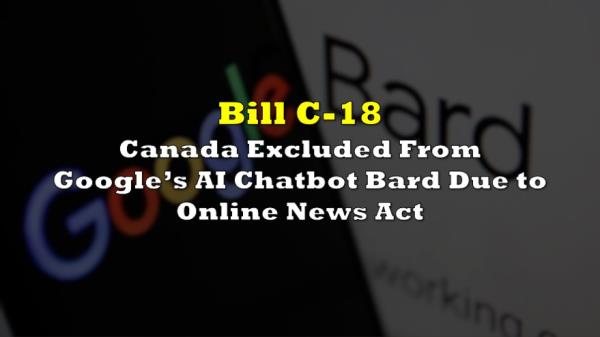 Bill C-18
Canada Excluded From
Google's AI Chatbot Bard Due to
Online News Act
Google
Bard
working